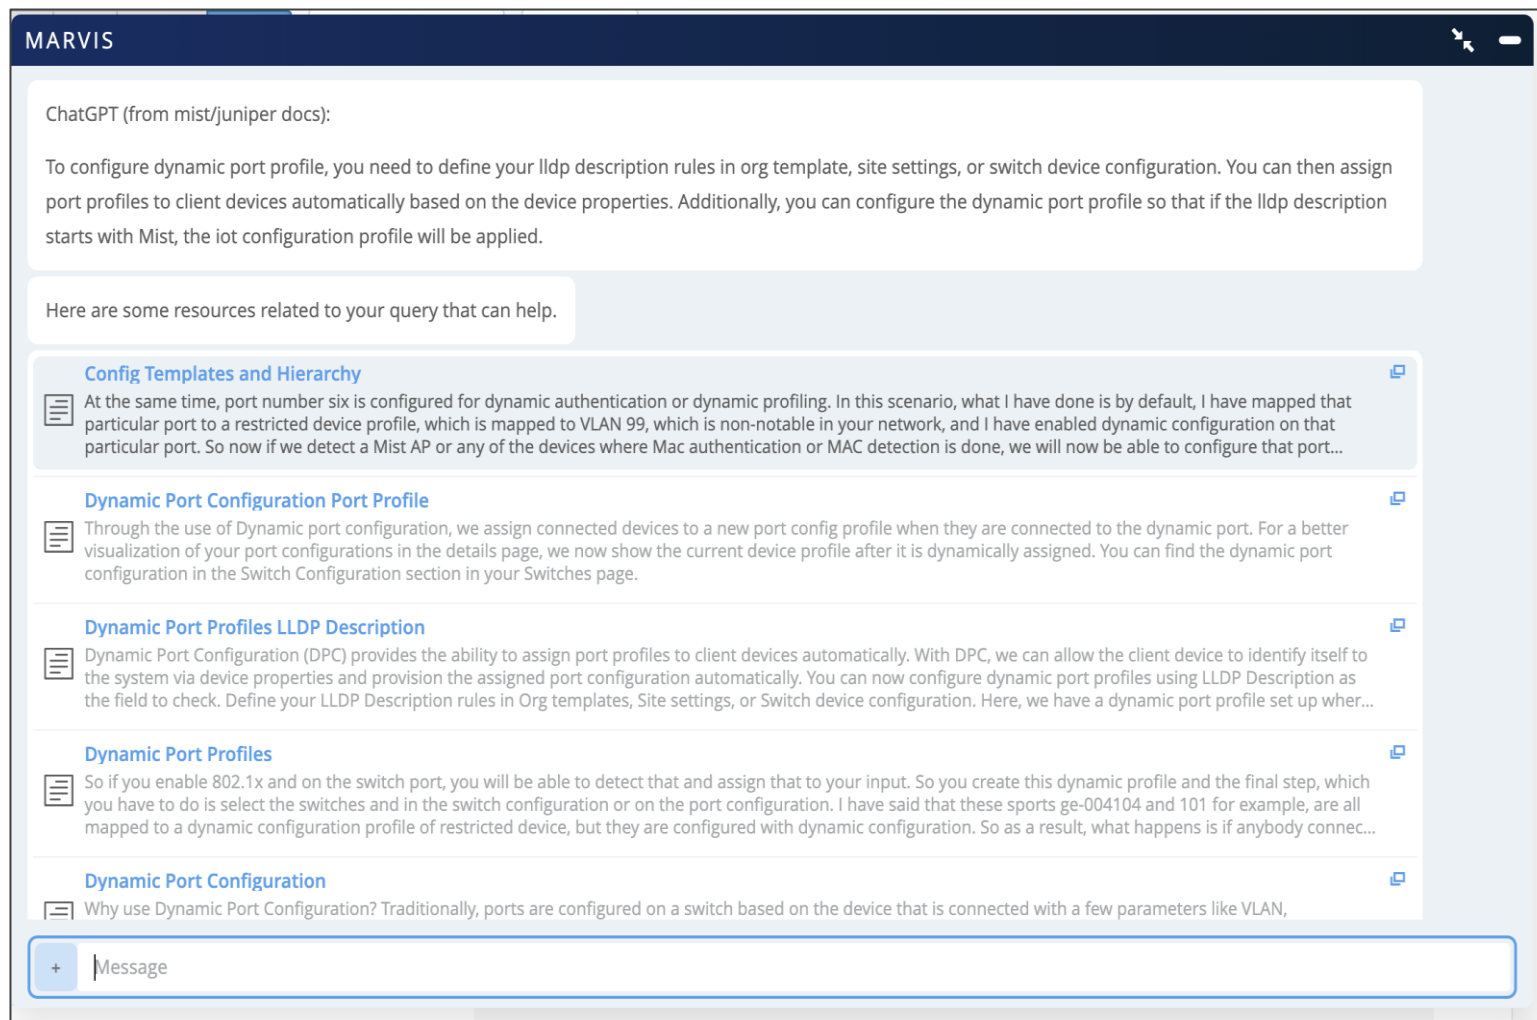 MARVIS
ChatGPT (from mist/juniper docs):
To configure dynamic port profile, you need to define your lldp description rules in org template, site settings, or switch device configuration. You can then assign
port profiles to client devices automatically based on the device properties. Additionally, you can configure the dynamic port profile so that if the lldp description
starts with Mist, the iot configuration profile will be applied.
Here are some resources related to your query that can help.
Config Templates and Hierarchy
At the same time, port number six is configured for dynamic authentication or dynamic profiling. In this scenario, what I have done is by default, I have mapped that
particular port to a restricted device profile, which is mapped to VLAN 99, which is non-notable in your network, and I have enabled dynamic configuration on that
particular port. So now if we detect a Mist AP or any of the devices where Mac authentication or MAC detection is done, we will now be able to configure that port...
Dynamic Port Configuration Port Profile
Through the use of Dynamic port configuration, we assign connected devices to a new port config profile when they are connected to the dynamic port. For a better
visualization of your port configurations in the details page, we now show the current device profile after it is dynamically assigned. You can find the dynamic port
configuration in the Switch Configuration section in your Switches page.
Dynamic Port Profiles LLDP Description
Dynamic Port Configuration (DPC) provides the ability to assign port profiles to client devices automatically. With DPC, we can allow the client device to identify itself to
the system via device properties and provision the assigned port configuration automatically. You can now configure dynamic port profiles using LLDP Description as
the field to check. Define your LLDP Description rules in Org templates, Site settings, or Switch device configuration. Here, we have a dynamic port profile set up wher...
Dynamic Port Profiles
So if you enable 802.1x and on the switch port, you will be able to detect that and assign that to your input. So you create this dynamic profile and the final step, which
you have to do is select the switches and in the switch configuration or on the port configuration. I have said that these sports ge-004104 and 101 for example, are all
mapped to a dynamic configuration profile of restricted device, but they are configured with dynamic configuration. So as a result, what happens is if anybody connec...
Dynamic Port Configuration
Why use Dynamic Port Configuration? Traditionally, ports are configured on a switch based on the device that is connected with a few parameters like VLAN,
+ Message